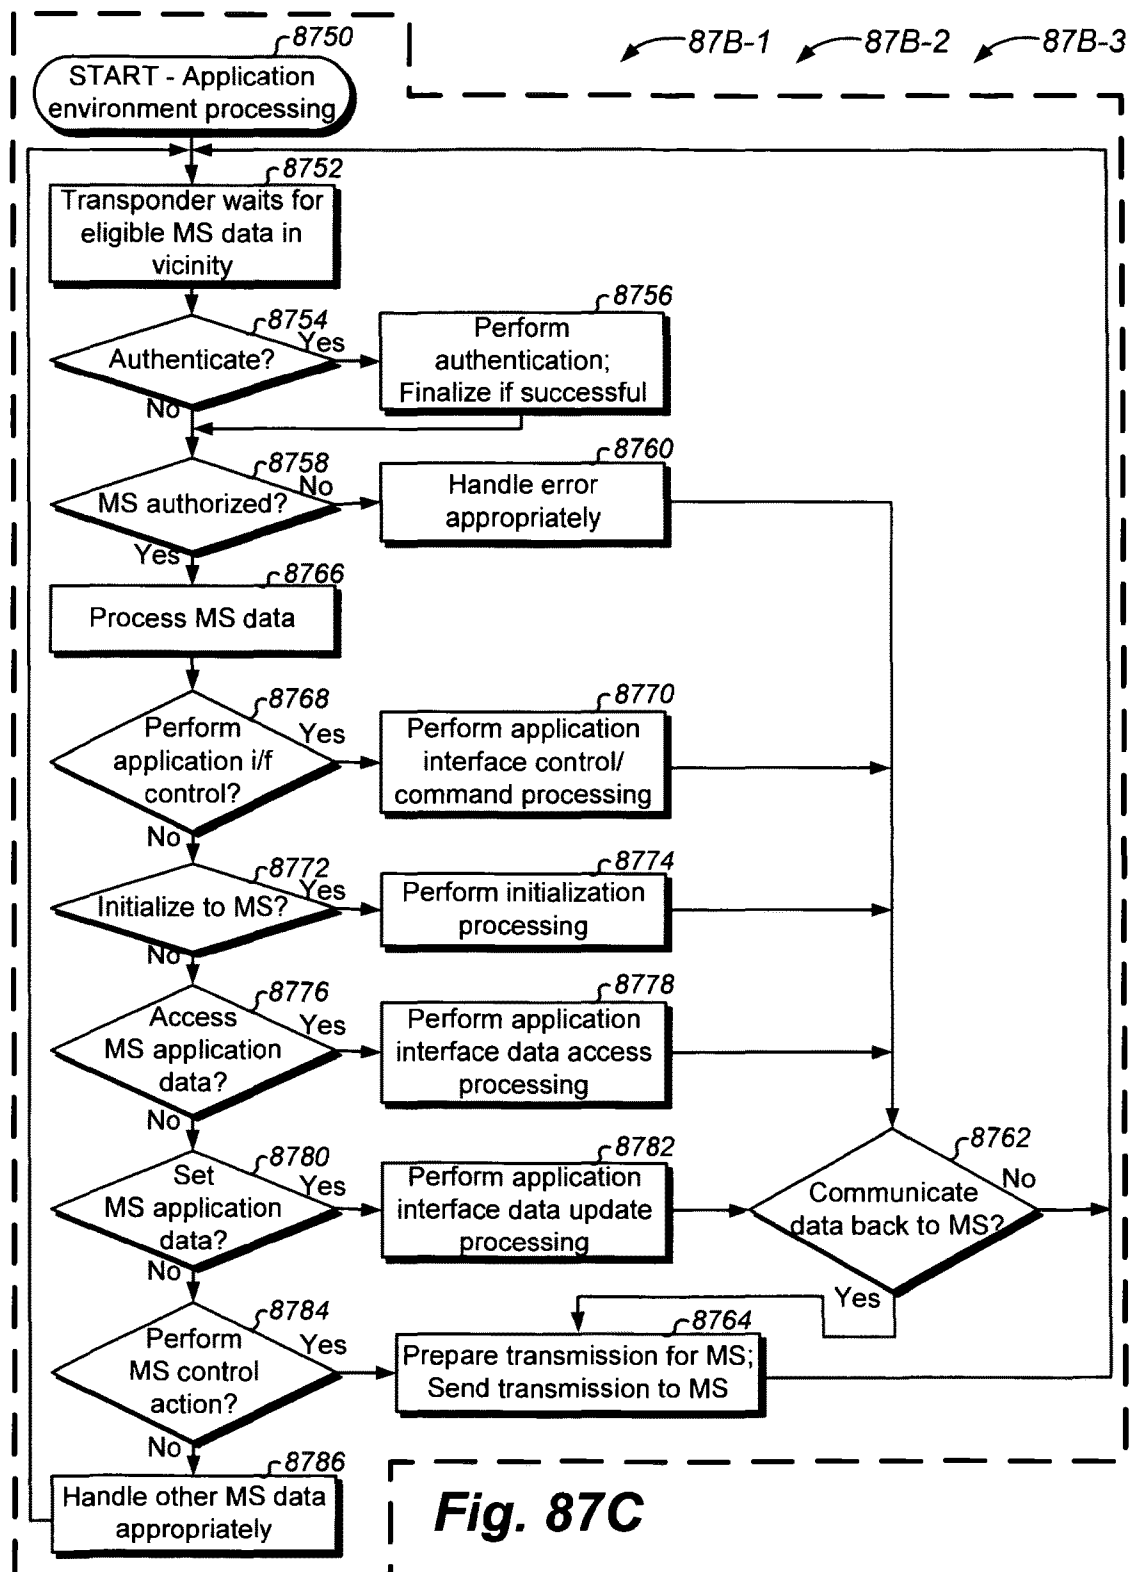 8750
87B-1
87B-2
87B-3
START - Application
environment processing
8752
Transponder waits for
eligible MS data in
vicinity
8754
Authenticate?
Yes
No
8756
Perform
authentication;
Finalize if successful
8758
MS authorized?
No
Yes
8760
Handle error
appropriately
8766
Process MS data
8768
Perform
application i/f
control?
Yes
No
8770
Perform application
interface control/
command processing
8772
Initialize to MS?
Yes
No
8774
Perform initialization
processing
8776
Access
MS application
data?
Yes
No
8778
Perform application
interface data access
processing
8780
Set
MS application
data?
Yes
No
8782
Perform application
interface data update
processing
8762
Communicate
data back to MS?
No
Yes
8784
Perform
MS control
action?
Yes
No
8764
Prepare transmission for MS;
Send transmission to MS
8786
Handle other MS data
appropriately
Fig. 87C